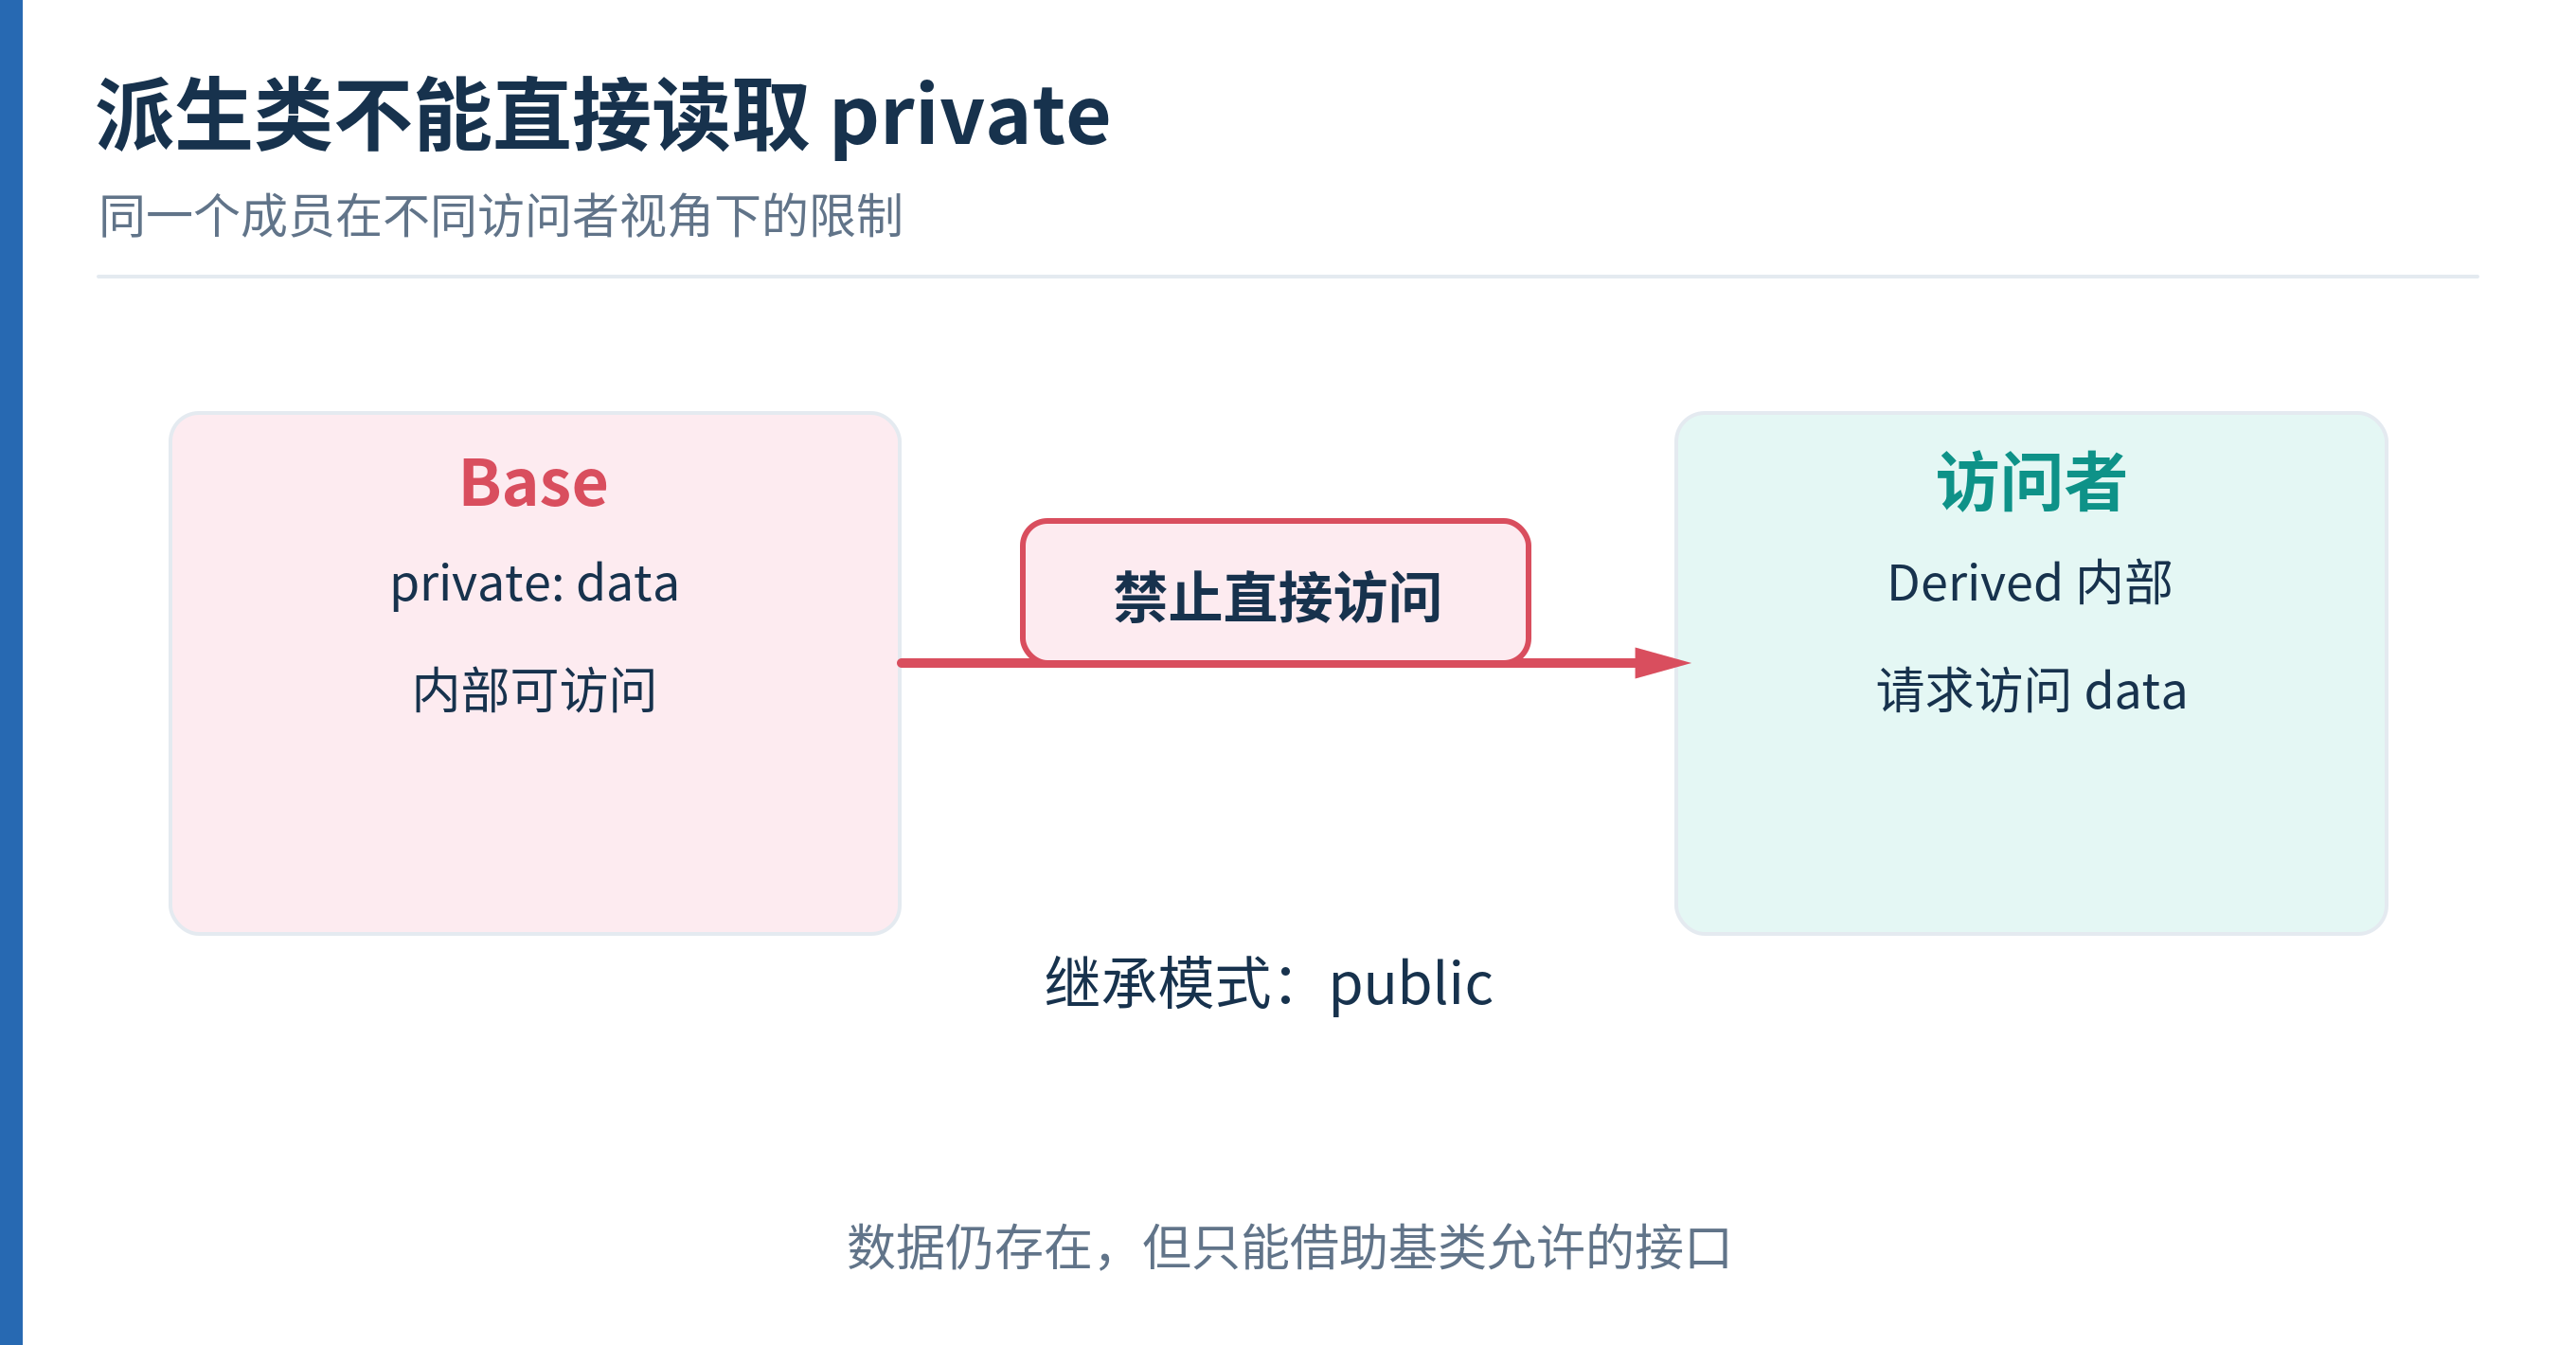 派生类不能直接读取 private
同一个成员在不同访问者视角下的限制
Base
private: data
内部可访问
禁止直接访问
访问者
Derived 内部
请求访问 data
继承模式：public
数据仍存在，但只能借助基类允许的接口